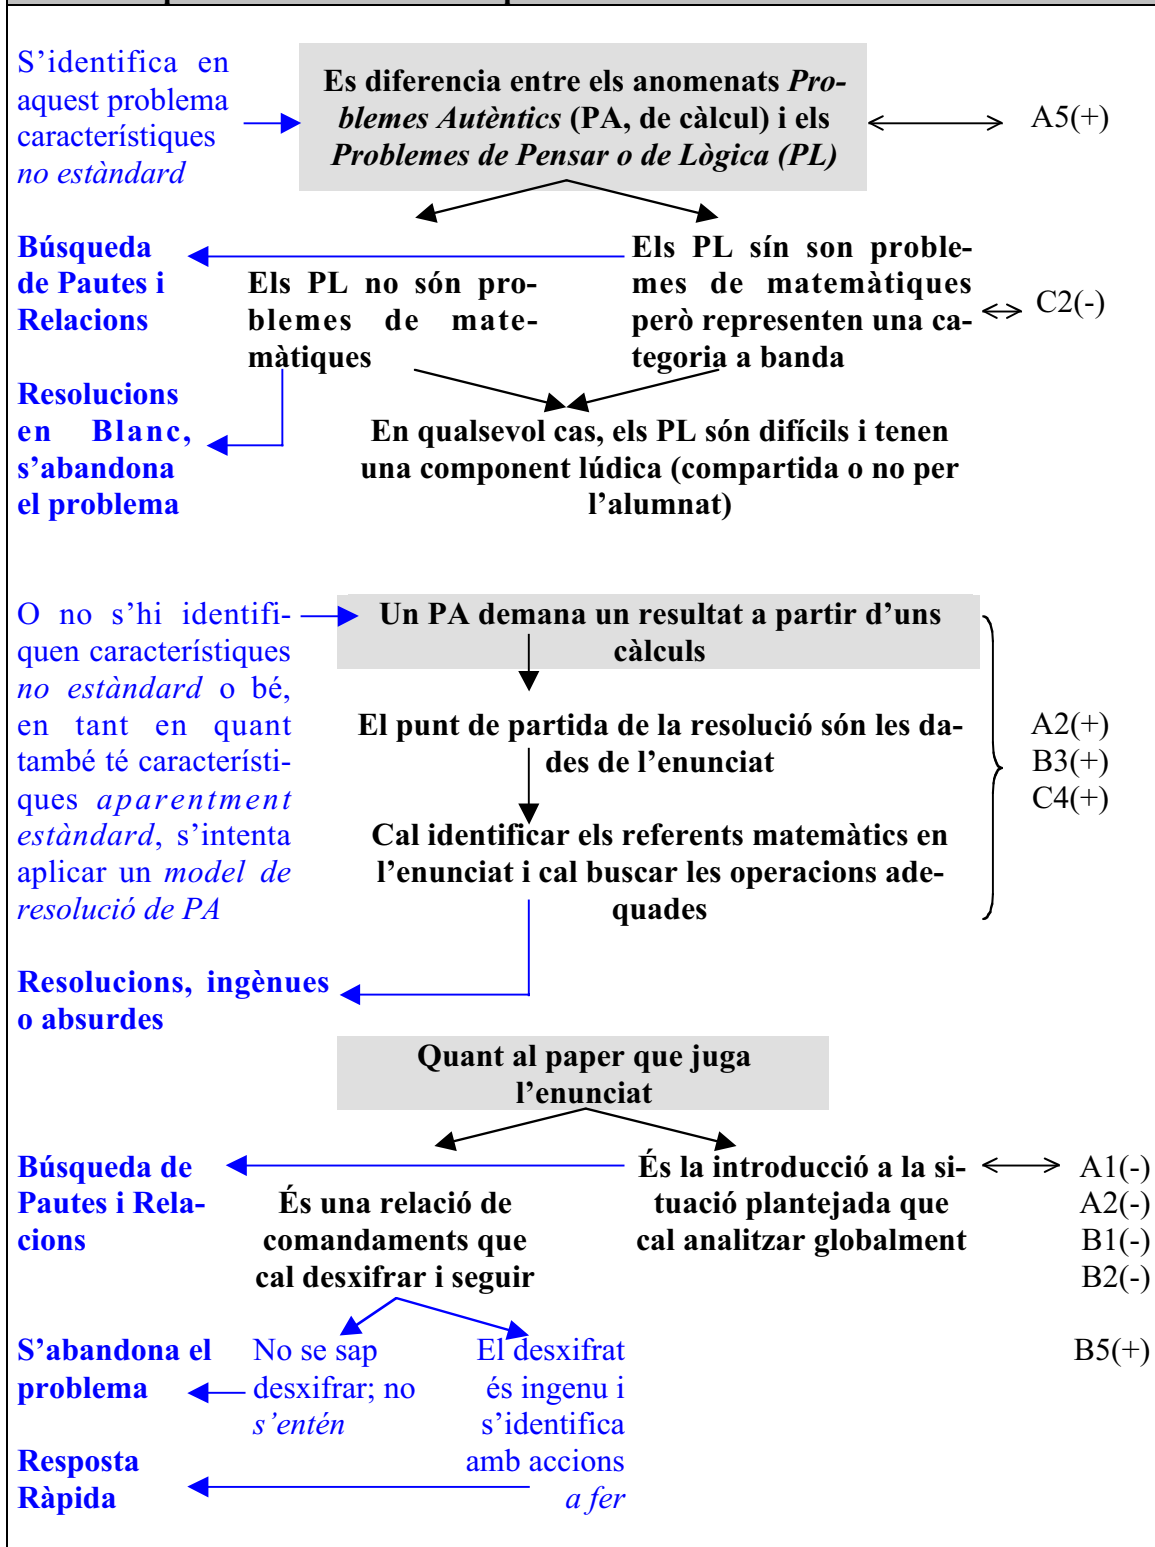 S’identifica en
aquest problema
característiques
no estàndard
Es diferencia entre els anomenats Pro-
blemes Autèntics (PA, de càlcul) i els
Problemes de Pensar o de Lògica (PL)
A5(+)
Búsqueda
de Pautes i
Relacions
Els PL no són pro-
blemes de mate-
màtiques
Els PL sín son proble-
mes de matemàtiques
però representen una ca-
tegoria a banda
C2(-)
Resolucions
en Blanc,
s’abandona
el problema
En qualsevol cas, els PL són difícils i tenen
una component lúdica (compartida o no per
l’alumnat)
O no s’hi identifi-
quen característiques
no estàndard o bé,
en tant en quant
també té característi-
ques aparentment
estàndard, s’intenta
aplicar un model de
resolució de PA
Un PA demana un resultat a partir d’uns
càlculs
El punt de partida de la resolució són les da-
des de l’enunciat
Cal identificar els referents matemàtics en
l’enunciat i cal buscar les operacions ade-
quades
A2(+)
B3(+)
C4(+)
Resolucions, ingènues
o absurdes
Quant al paper que juga
l’enunciat
Búsqueda de
Pautes i Rela-
cions
És una relació de
comandaments que
cal desxifrar i seguir
És la introducció a la si-
tuació plantejada que
cal analitzar globalment
A1(-)
A2(-)
B1(-)
B2(-)
S’abandona el
problema
No se sap
desxifrar; no
s’entén
El desxifrat
és ingenu i
s’identifica
amb accions
a fer
B5(+)
Resposta
Ràpida